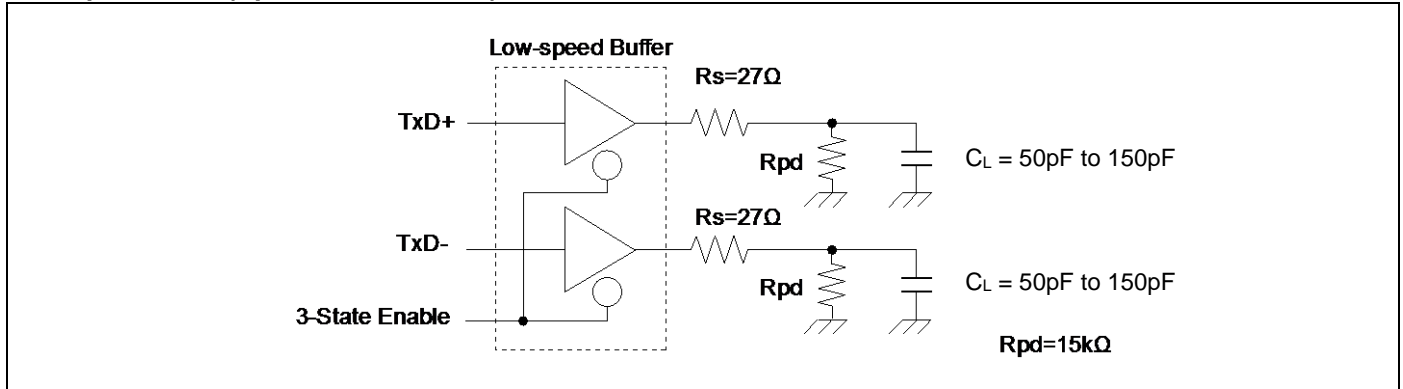 Low-speed Buffer
Rs=27Ω
TxD+
Rpd
CL = 50pF to 150pF
Rs=27Ω
TxD-
Rpd
CL = 50pF to 150pF
3-State Enable
Rpd=15kΩ